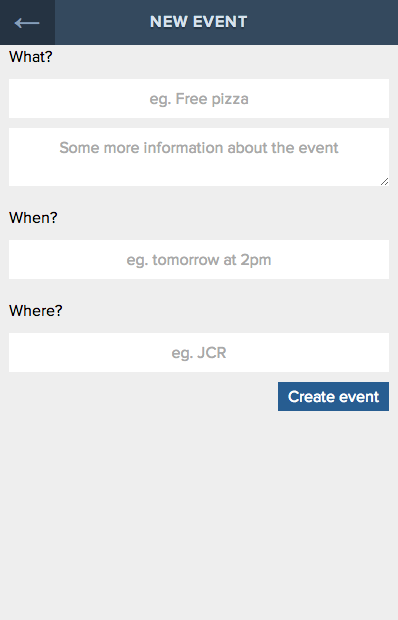 NEW EVENT
What?
eg. Free pizza
Some more information about the event
When?
eg. tomorrow at 2pm
Where?
eg. JCR
Create event